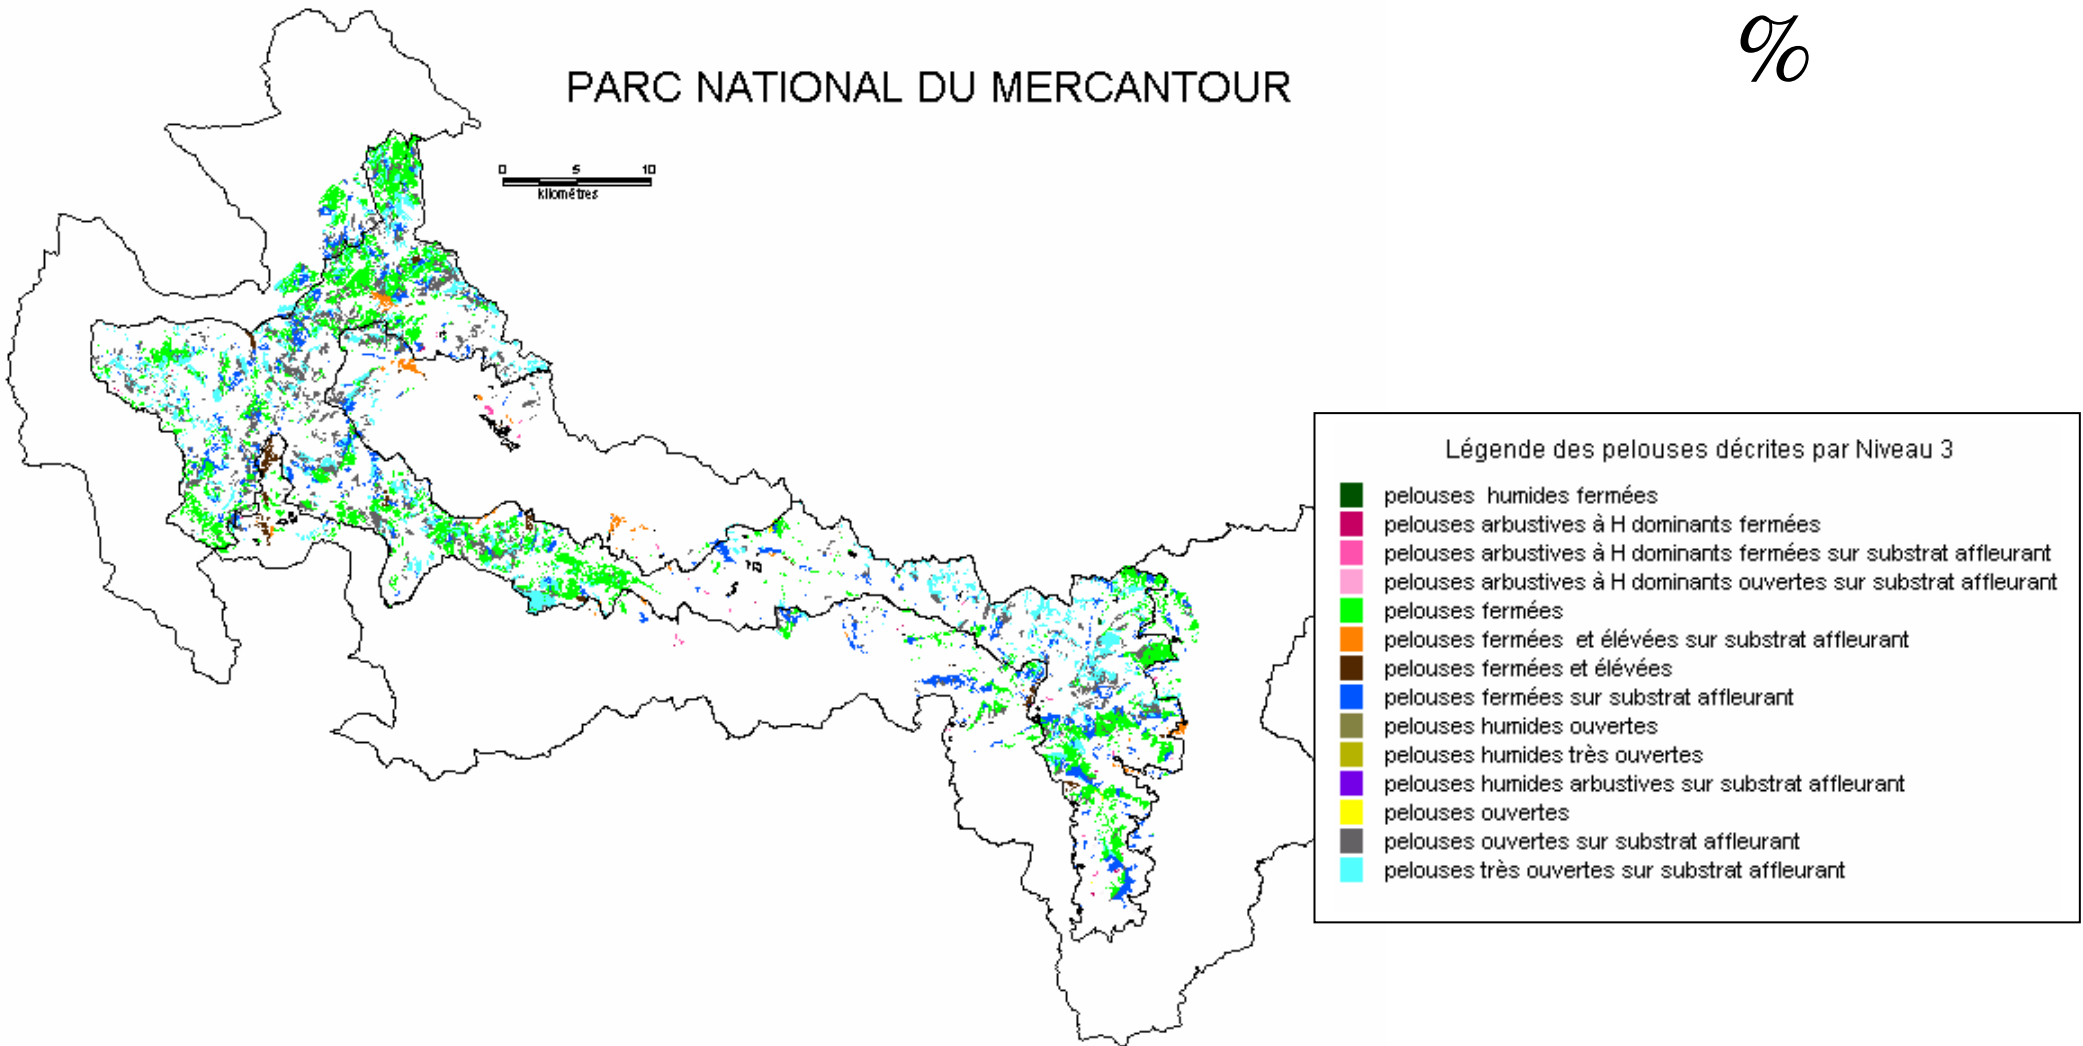 %
PARC NATIONAL DU MERCANTOUR
0 5 10
kilométres
Légende des pelouses décrites par Niveau 3
pelouses humides fermées
pelouses arbustives à H dominants fermées
pelouses arbustives à H dominants fermées sur substrat affleurant
pelouses arbustives à H dominants ouvertes sur substrat affleurant
pelouses fermées
pelouses fermées et élévées sur substrat affleurant
pelouses fermées et élévées
pelouses fermées sur substrat affleurant
pelouses humides ouvertes
pelouses humides très ouvertes
pelouses humides arbustives sur substrat affleurant
pelouses ouvertes
pelouses ouvertes sur substrat affleurant
pelouses très ouvertes sur substrat affleurant